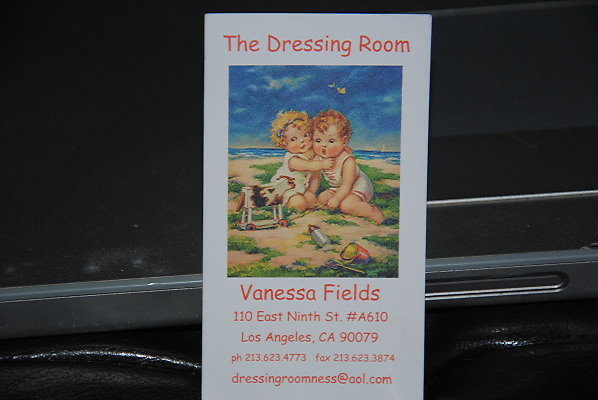 The Dressing Room
Vanessa Fields
110 East Ninth St. #A610
Los Angeles, CA 90079
ph 213.623.4773 fax 213.623.3874
dressingroomness@aol.com